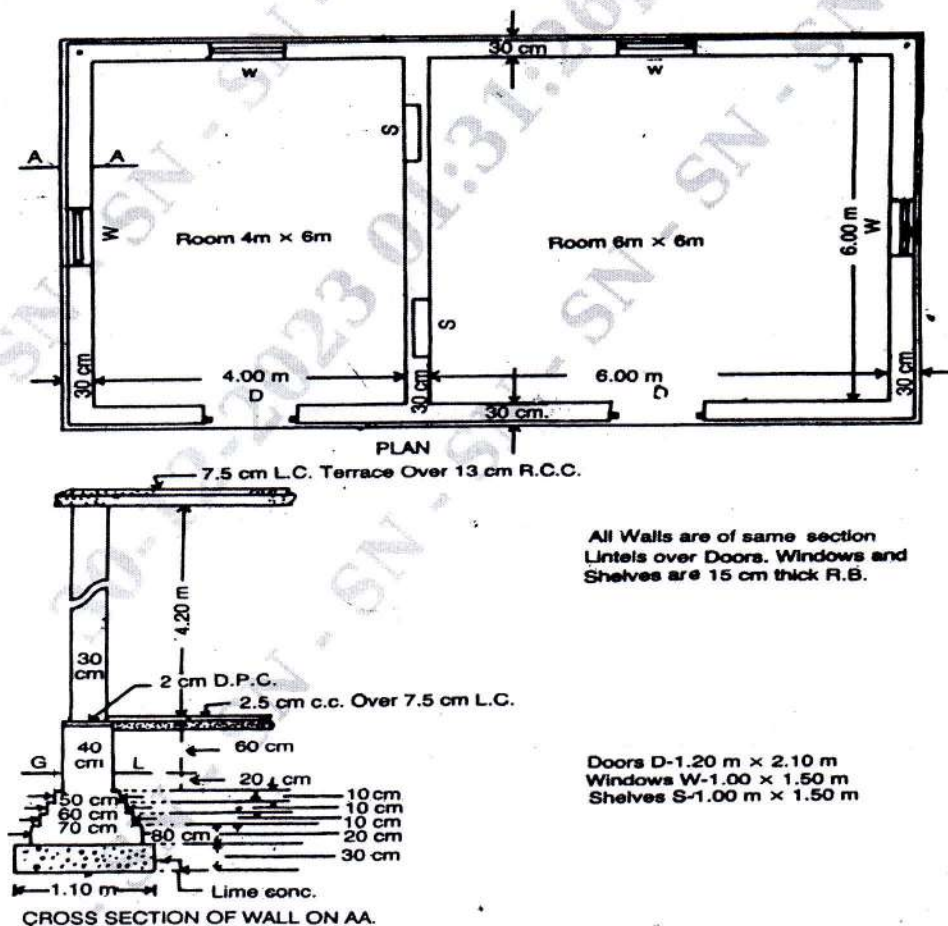 30 cm
W
W
S
A
A
W
Room 4m × 6m
Room 6m × 6m
6.00 m
W
S
30 cm
4.00 m
30 cm
6.00 m
30 cm
D
D
30 cm.
PLAN
7.5 cm L.C. Terrace Over 13 cm R.C.C.
All Walls are of same section
Lintels over Doors. Windows and
Shelves are 15 cm thick R.B.
4.20 m
30
cm
2 cm D.P.C.
2.5 cm c.c. Over 7.5 cm L.C.
40
cm
60 cm
G
L
20 cm
Doors D-1.20 m × 2.10 m
Windows W-1.00 × 1.50 m
Shelves S-1.00 m × 1.50 m
50 cm
10 cm
60 cm
10 cm
70 cm
10 cm
80 cm
20 cm
30 cm
1.10 m
Lime conc.
CROSS SECTION OF WALL ON AA.